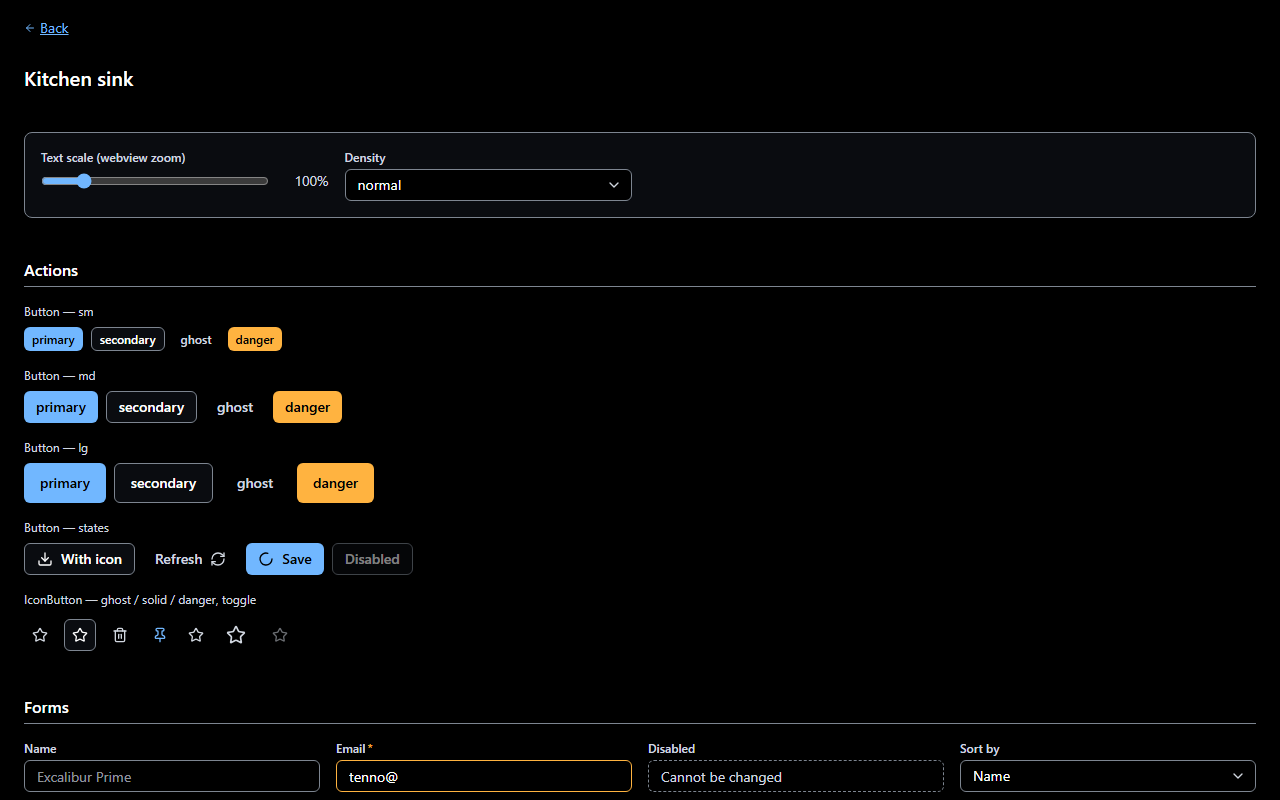 ← Back
Kitchen sink
Text scale (webview zoom)
Density
100%
normal
Actions
Button — sm
primary secondary ghost danger
Button — md
primary secondary ghost danger
Button — lg
primary secondary ghost danger
Button — states
With icon Refresh Save Disabled
IconButton — ghost / solid / danger, toggle
Forms
Name Email * Disabled Sort by
Excalibur Prime tenno@ Cannot be changed Name